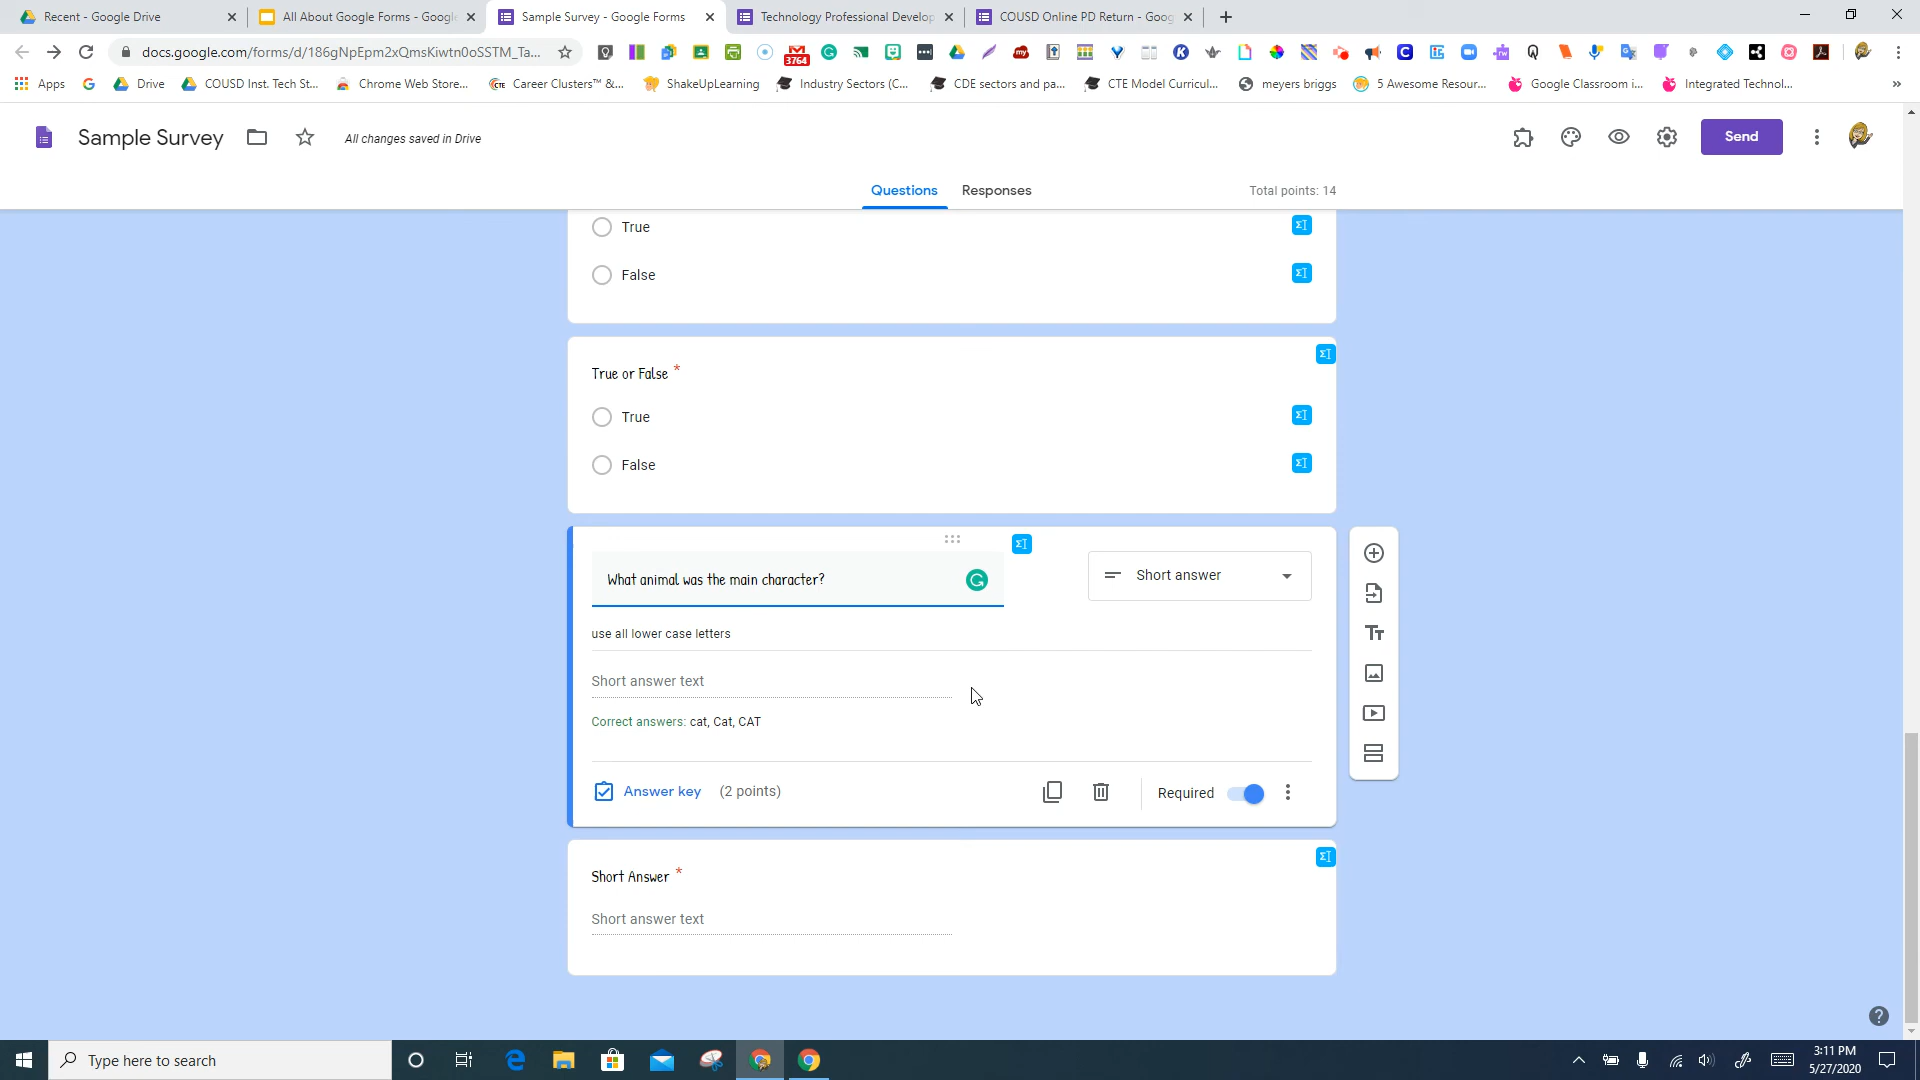 Recent - Google Drive
All About Google Forms - Google
Sample Survey - Google Forms
Technology Professional Develop
COUSD Online PD Return - Goog
docs.google.com/forms/d/186gNpEpm2xQmsKiwtn0oSSTM_Ta...
3764
Apps
Drive
COUSD Inst. Tech St...
Chrome Web Store...
Career Clusters™ &...
ShakeUpLearning
Industry Sectors (C...
CDE sectors and pa...
CTE Model Curricul...
meyers briggs
5 Awesome Resour...
Google Classroom i...
Integrated Technol...
Sample Survey
All changes saved in Drive
Send
Questions
Responses
Total points: 14
True
False
True or False *
True
False
What animal was the main character?
Short answer
use all lower case letters
Short answer text
Correct answers: cat, Cat, CAT
Answer key (2 points)
Required
Short Answer *
Short answer text
Type here to search
3:11 PM
5/27/2020